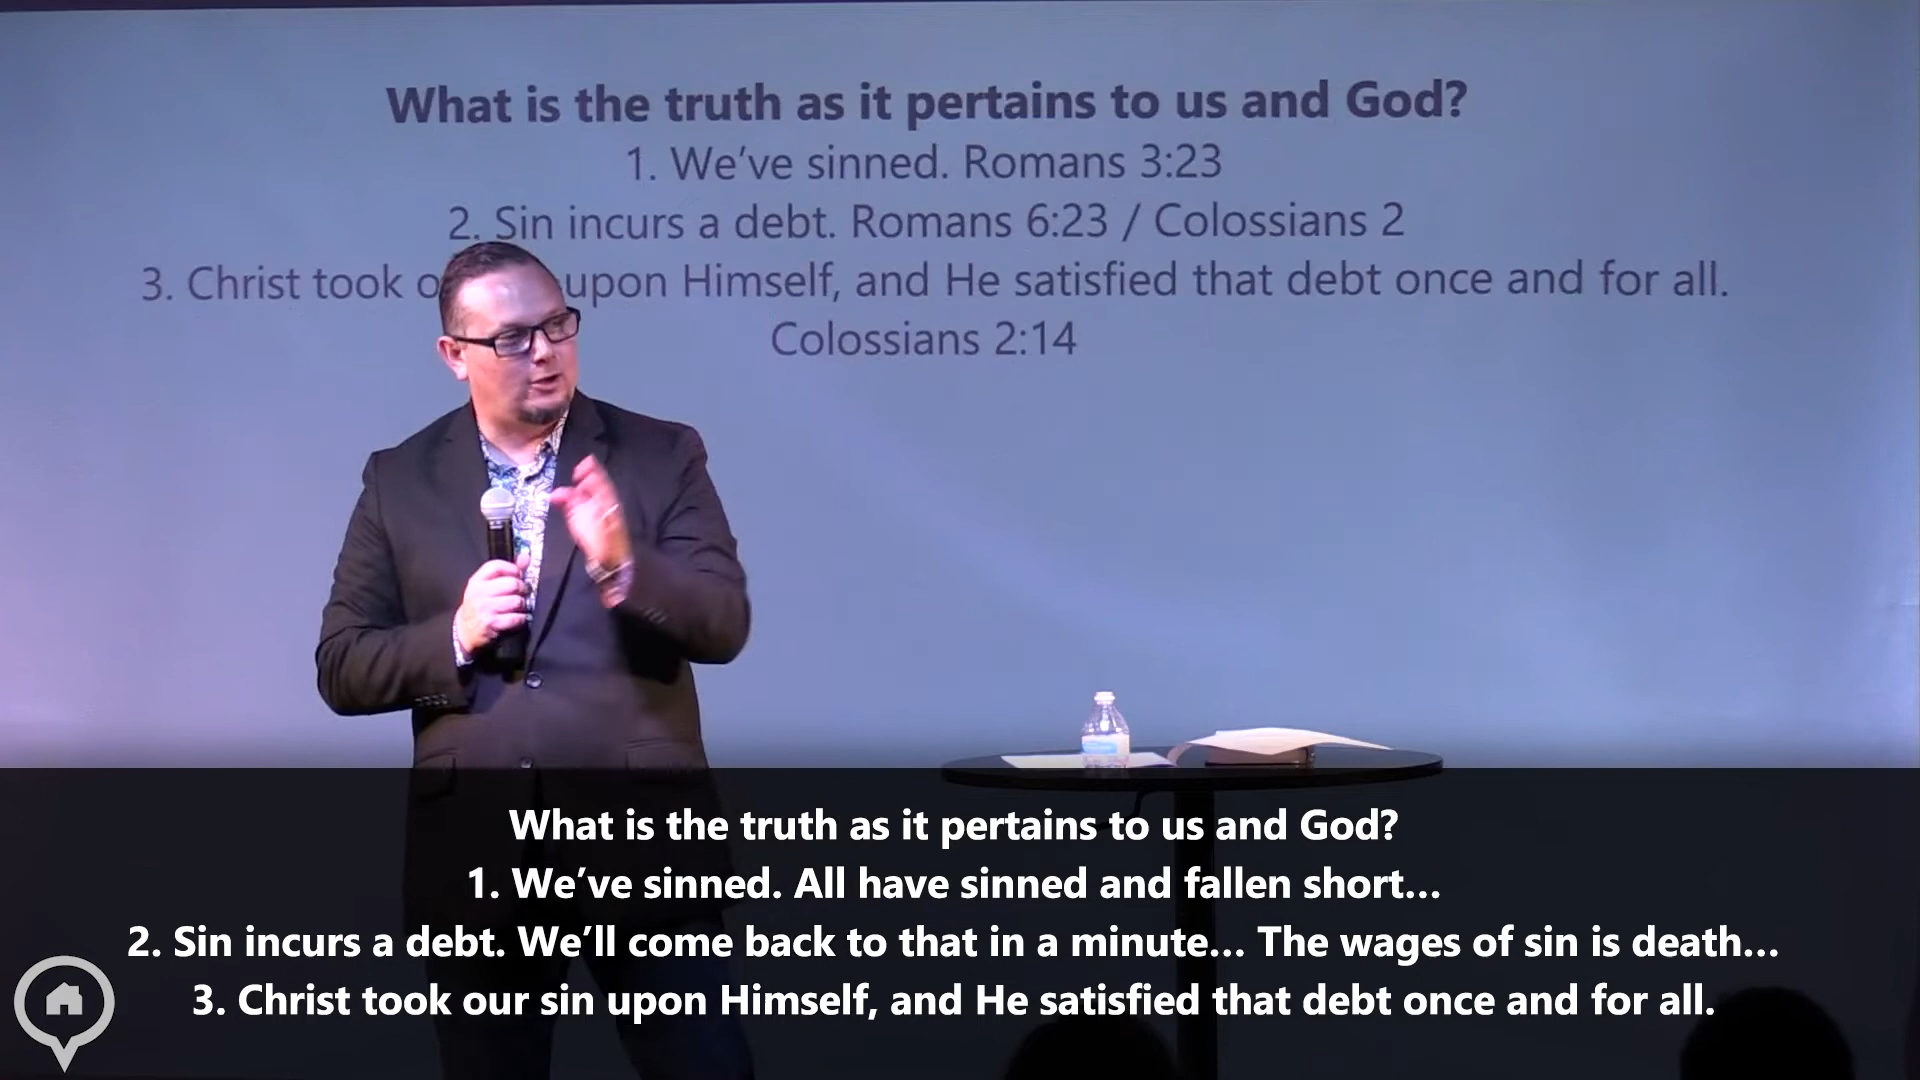 What is the truth as it pertains to us and God?
1. We've sinned. Romans 3:23
2. Sin incurs a debt. Romans 6:23 / Colossians 2
3. Christ took upon Himself, and He satisfied that debt once and for all.
Colossians 2:14
What is the truth as it pertains to us and God?
1. We've sinned. All have sinned and fallen short...
2. Sin incurs a debt. We'll come back to that in a minute... The wages of sin is death...
3. Christ took our sin upon Himself, and He satisfied that debt once and for all.